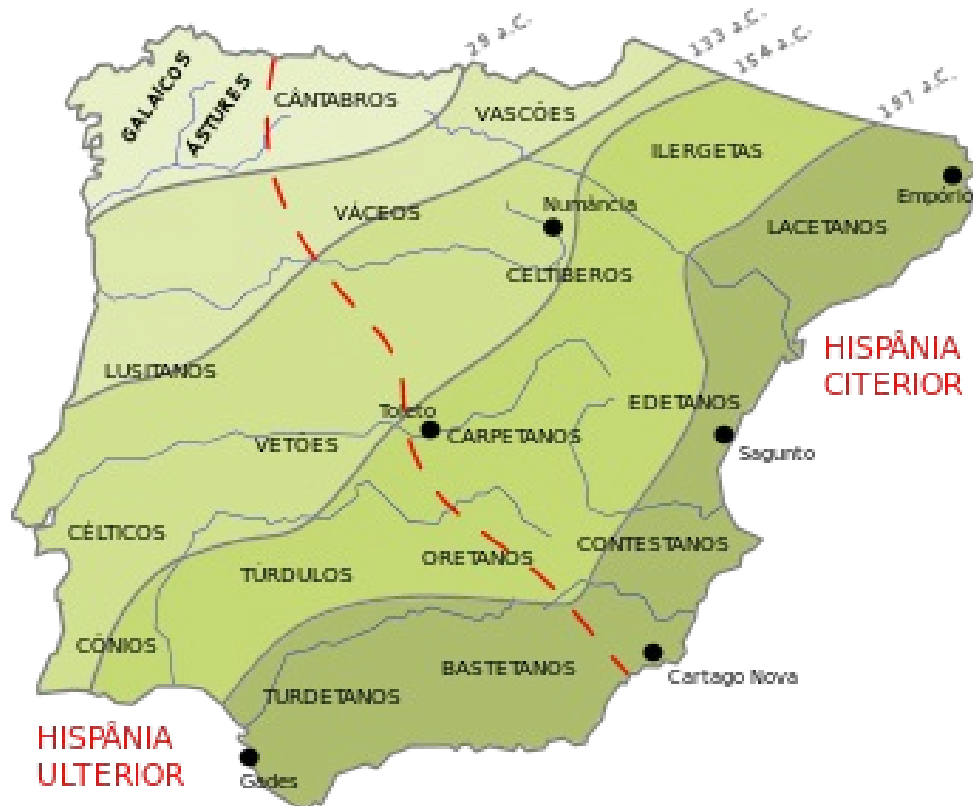 29 a.C.
133 a.C.
154 a.C.
197 a.C.
GALAICOS
ÁSTURES
CÂNTABROS
VASCÕES
ILERGETAS
Empório
Numância
VÁCEOS
LACETANOS
CELTIBEROS
HISPÂNIA
CITERIOR
LUSITANOS
EDETANOS
Toleto
VETÕES
CARPETANOS
Sagunto
CÉLTICOS
ORETANOS
CONTESTANOS
TÚRDULOS
CÓNIOS
BASTETANOS
Cartago Nova
TURDETANOS
HISPÂNIA
ULTERIOR
Gades